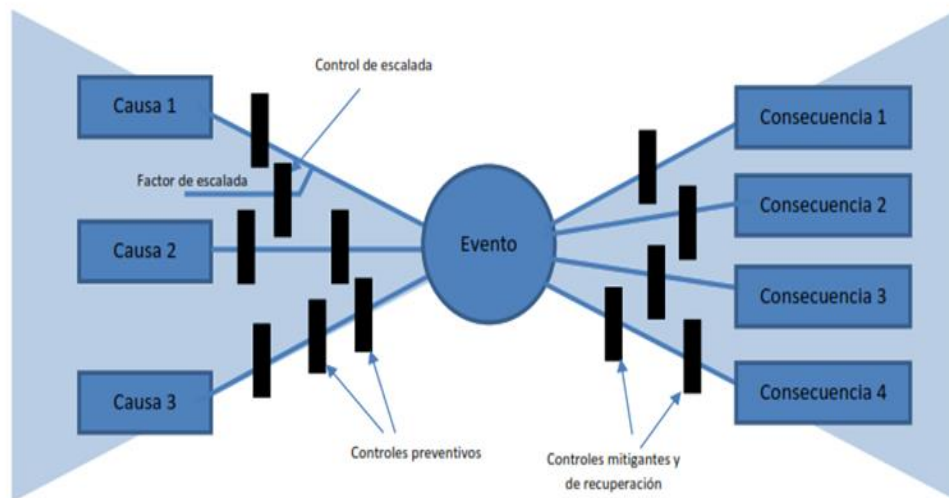 Control de escalada
Causa 1
Consecuencia 1
Factor de escalada
Consecuencia 2
Causa 2
Evento
Consecuencia 3
Causa 3
Consecuencia 4
Controles preventivos
Controles mitigantes y
de recuperación